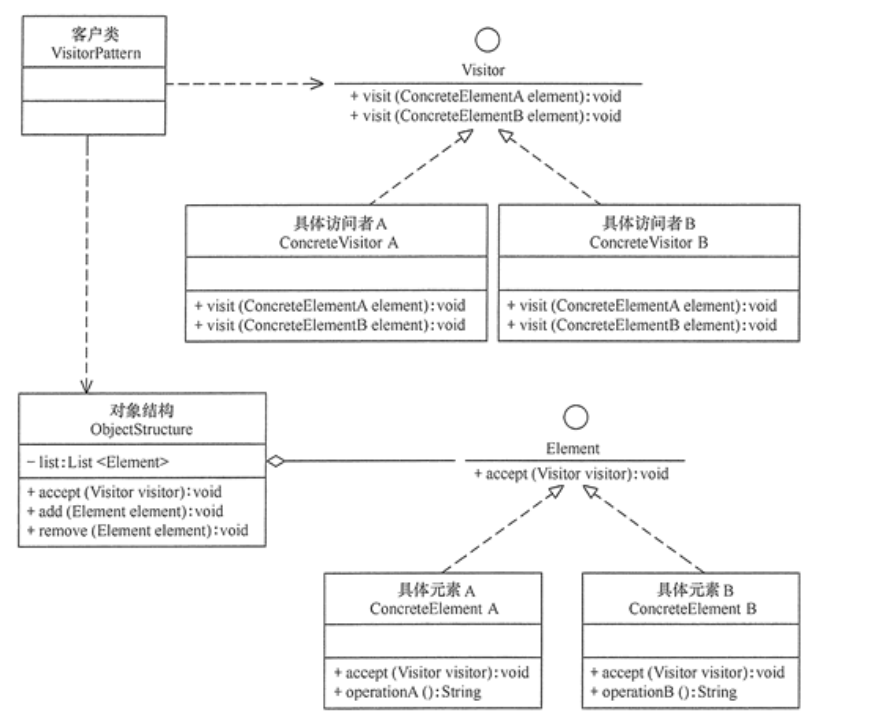 客户类
VisitorPattern
Visitor
+ visit (ConcreteElementA element):void
+ visit (ConcreteElementB element):void
具体访问者A
ConcreteVisitor A
+ visit (ConcreteElementA element):void
+ visit (ConcreteElementB element):void
具体访问者B
ConcreteVisitor B
+ visit (ConcreteElementA element):void
+ visit (ConcreteElementB element):void
对象结构
ObjectStructure
- list:List <Element>
+ accept (Visitor visitor):void
+ add (Element element):void
+ remove (Element element):void
Element
+ accept (Visitor visitor):void
具体元素A
ConcreteElement A
+ accept (Visitor visitor):void
+ operationA ():String
具体元素B
ConcreteElement B
+ accept (Visitor visitor):void
+ operationB ():String